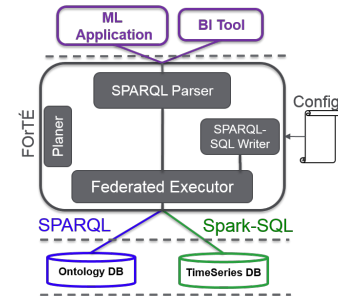 ML
Application
BI Tool
SPARQL Parser
Config
FOrTÉ
Planer
SPARQL-
SQL Writer
Federated Executor
SPARQL
Spark-SQL
Ontology DB
TimeSeries DB